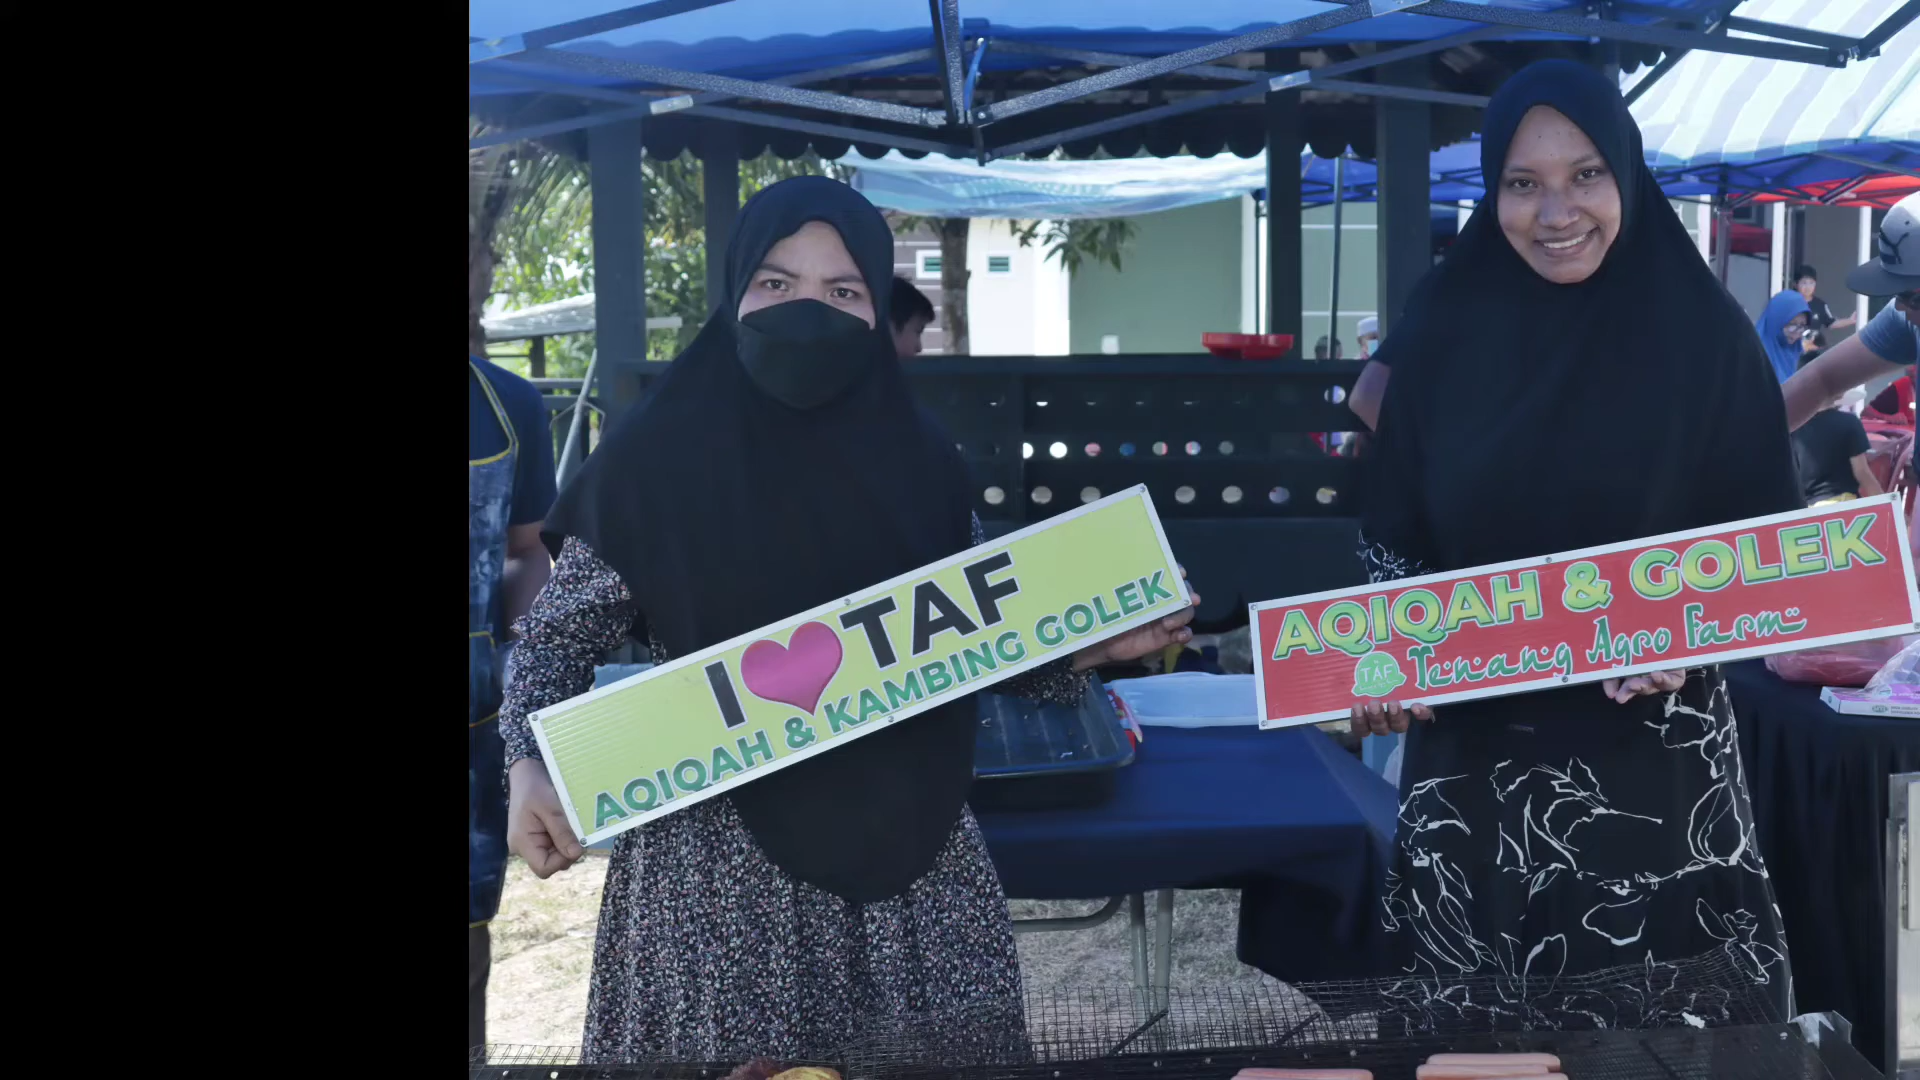 I ❤ TAF
AQIQAH & KAMBING GOLEK
AQIQAH & GOLEK
TAF Tenang Agro Farm